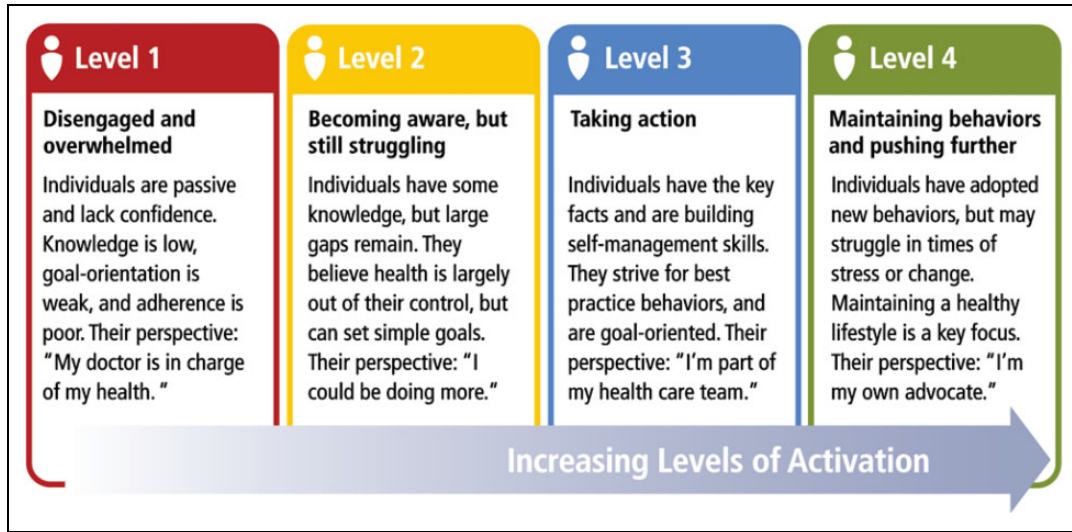 Level 1
Disengaged and
overwhelmed
Individuals are passive
and lack confidence.
Knowledge is low,
goal-orientation is
weak, and adherence is
poor. Their perspective:
“My doctor is in charge
of my health.”
Level 2
Becoming aware, but
still struggling
Individuals have some
knowledge, but large
gaps remain. They
believe health is largely
out of their control, but
can set simple goals.
Their perspective: “I
could be doing more.”
Level 3
Taking action
Individuals have the key
facts and are building
self-management skills.
They strive for best
practice behaviors, and
are goal-oriented. Their
perspective: “I’m part of
my health care team.”
Level 4
Maintaining behaviors
and pushing further
Individuals have adopted
new behaviors, but may
struggle in times of
stress or change.
Maintaining a healthy
lifestyle is a key focus.
Their perspective: “I’m
my own advocate.”
Increasing Levels of Activation